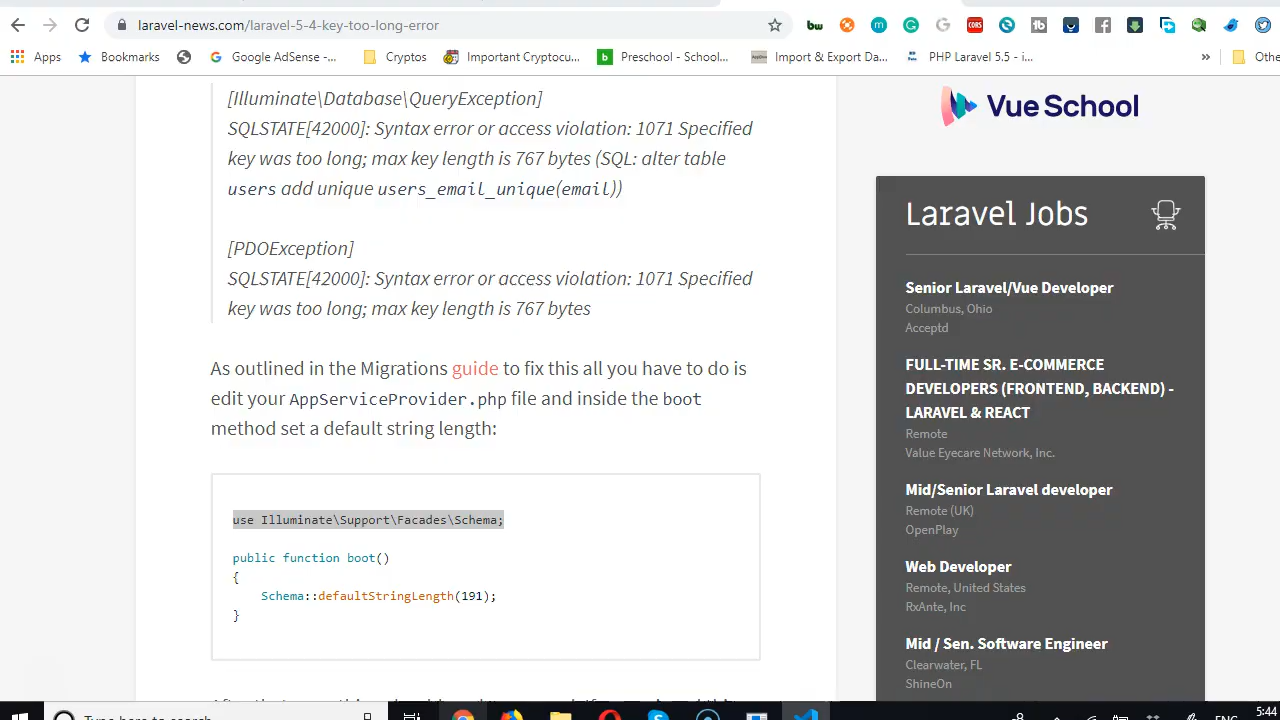 laravel-news.com/laravel-5-4-key-too-long-error
bw
m
CORS
Apps
Bookmarks
Google AdSense -...
Cryptos
Important Cryptocu...
Preschool - School...
Import & Export Da...
PHP Laravel 5.5 - i...
»
Othe
[Illuminate\Database\QueryException]
SQLSTATE[42000]: Syntax error or access violation: 1071 Specified
key was too long; max key length is 767 bytes (SQL: alter table
users add unique users_email_unique(email))
[PDOException]
SQLSTATE[42000]: Syntax error or access violation: 1071 Specified
key was too long; max key length is 767 bytes
As outlined in the Migrations guide to fix this all you have to do is
edit your AppServiceProvider.php file and inside the boot
method set a default string length:
use Illuminate\Support\Facades\Schema;
public function boot()
{
Schema::defaultStringLength(191);
}
Vue School
Laravel Jobs
Senior Laravel/Vue Developer
Columbus, Ohio
Acceptd
FULL-TIME SR. E-COMMERCE
DEVELOPERS (FRONTEND, BACKEND) -
LARAVEL & REACT
Remote
Value Eyecare Network, Inc.
Mid/Senior Laravel developer
Remote (UK)
OpenPlay
Web Developer
Remote, United States
RxAnte, Inc
Mid / Sen. Software Engineer
Clearwater, FL
ShineOn
Type here to search
ENG
5:44